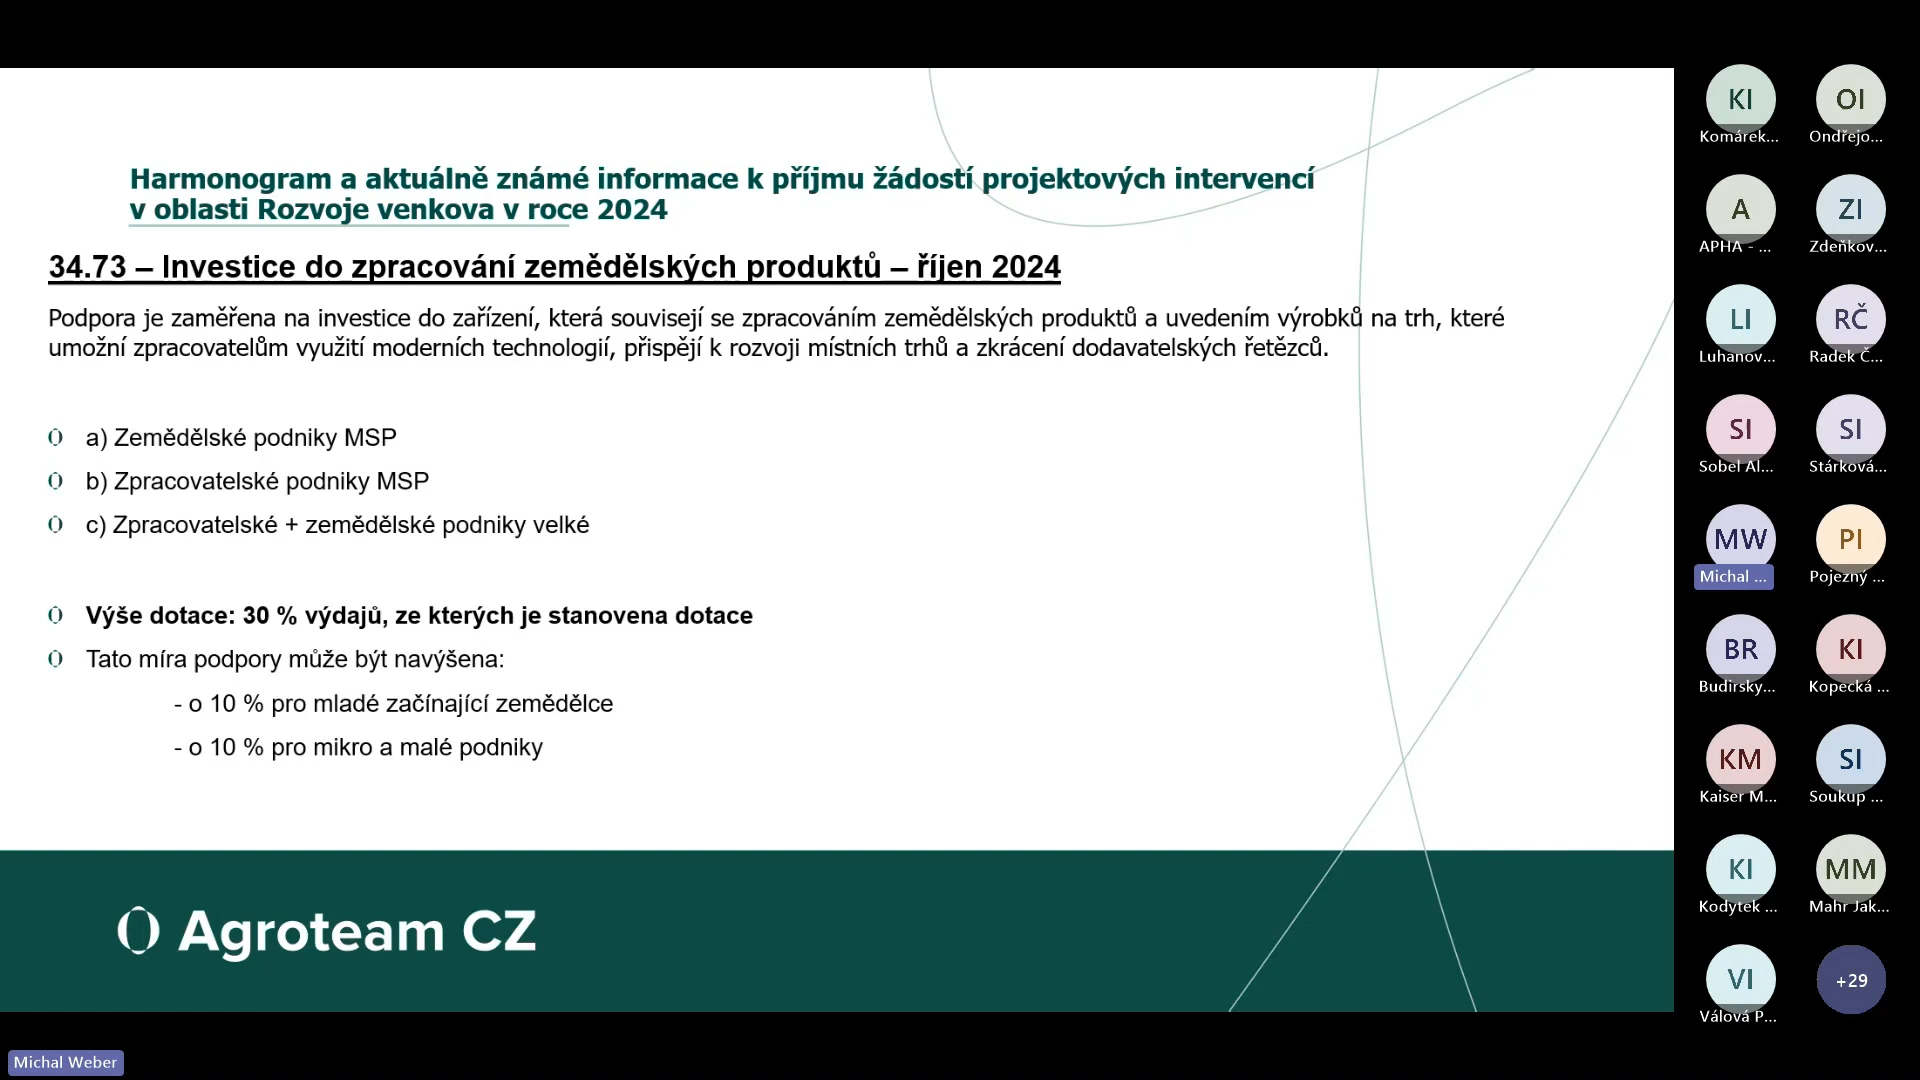 Harmonogram a aktuálně známé informace k příjmu žádostí projektových intervencí
v oblasti Rozvoje venkova v roce 2024
34.73 – Investice do zpracování zemědělských produktů – říjen 2024
Podpora je zaměřena na investice do zařízení, která souvisejí se zpracováním zemědělských produktů a uvedením výrobků na trh, které
umožní zpracovatelům využití moderních technologií, přispějí k rozvoji místních trhů a zkrácení dodavatelských řetězců.
a) Zemědělské podniky MSP
b) Zpracovatelské podniky MSP
c) Zpracovatelské + zemědělské podniky velké
Výše dotace: 30 % výdajů, ze kterých je stanovena dotace
Tato míra podpory může být navýšena:
- o 10 % pro mladé začínající zemědělce
- o 10 % pro mikro a malé podniky
Agroteam CZ
Michal Weber
KI
Komárek...
OI
Ondřejo...
A
APHA - ...
ZI
Zdeňkov...
LI
Luhanov...
RČ
Radek Č...
SI
Sobel Al...
SI
Stárková...
MW
Michal ...
PI
Pojezný ...
BR
Budirsky...
KI
Kopecká ...
KM
Kaiser M...
SI
Soukup ...
KI
Kodytek ...
MM
Mahr Jak...
VI
Válová P...
+29